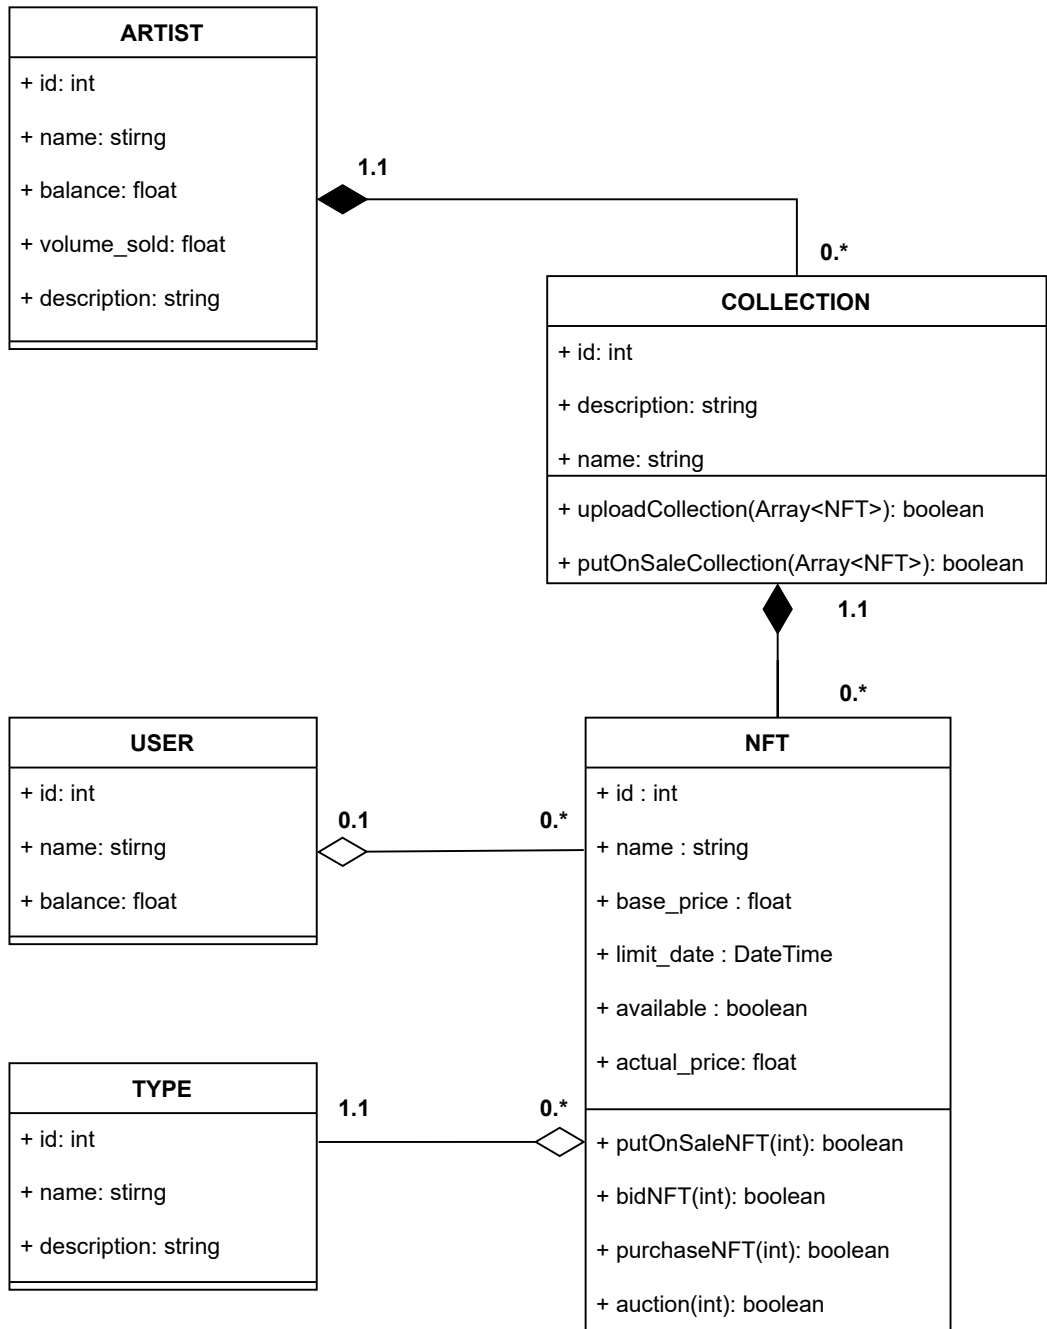 ARTIST
+ id: int
+ name: stirng
+ balance: float
+ volume_sold: float
+ description: string
1.1
0.*
COLLECTION
+ id: int
+ description: string
+ name: string
+ uploadCollection(Array<NFT>): boolean
+ putOnSaleCollection(Array<NFT>): boolean
1.1
0.*
USER
+ id: int
+ name: stirng
+ balance: float
0.1
0.*
NFT
+ id : int
+ name : string
+ base_price : float
+ limit_date : DateTime
+ available : boolean
+ actual_price: float
+ putOnSaleNFT(int): boolean
+ bidNFT(int): boolean
+ purchaseNFT(int): boolean
+ auction(int): boolean
TYPE
+ id: int
+ name: stirng
+ description: string
1.1
0.*